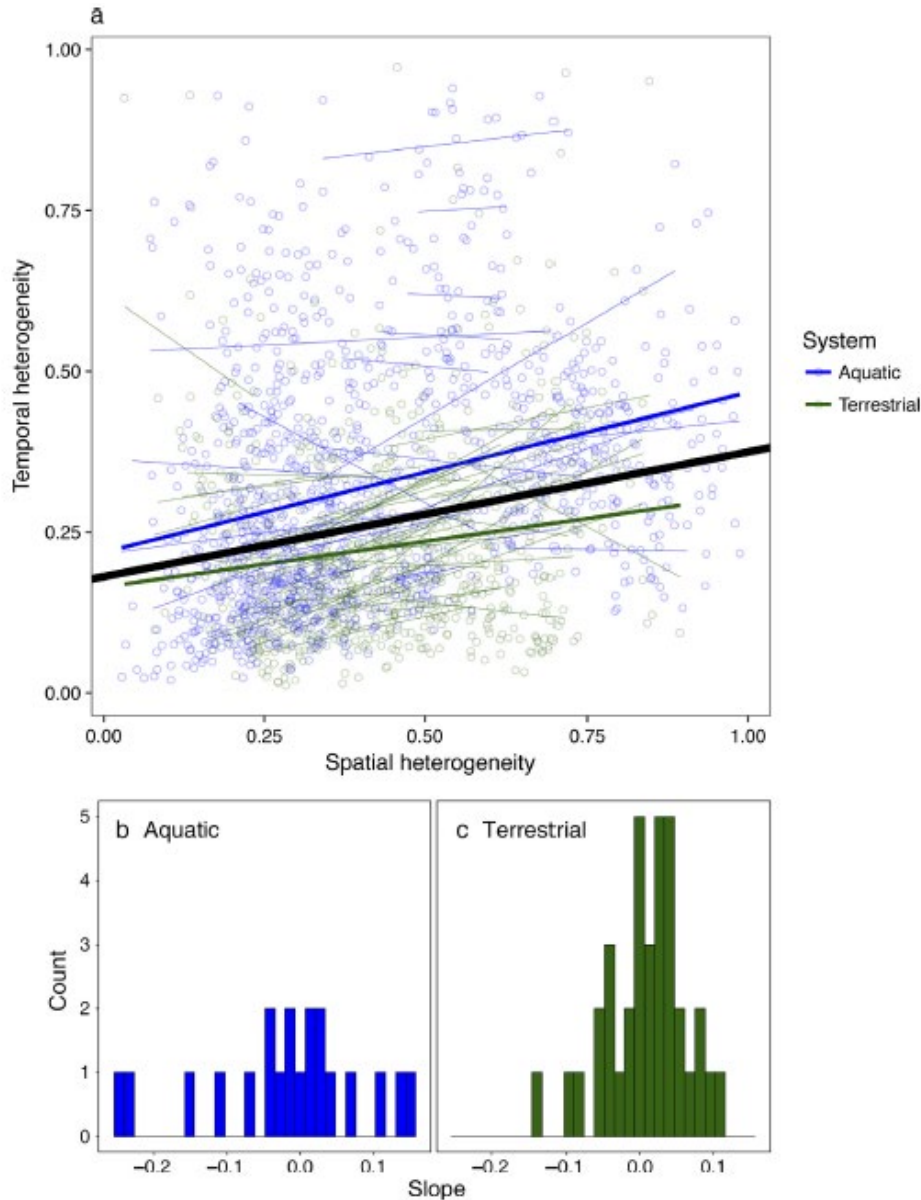 a
1.00
0.75
0.50
0.25
0.00
Temporal heterogeneity
0.00 0.25 0.50 0.75 1.00
Spatial heterogeneity
System
Aquatic
Terrestrial
b Aquatic
c Terrestrial
5
4
3
2
1
0
Count
−0.2 −0.1 0.0 0.1
−0.2 −0.1 0.0 0.1
Slope